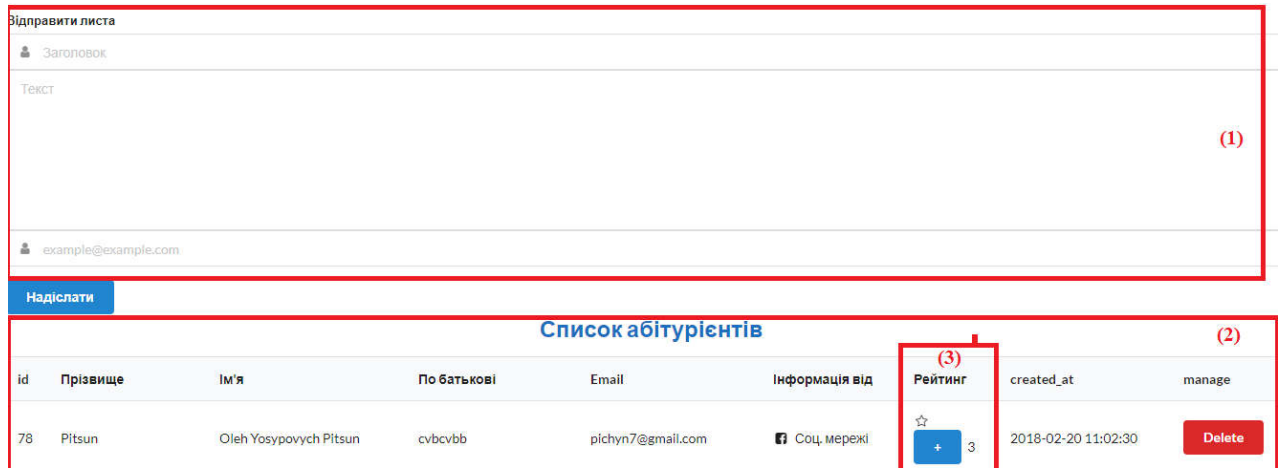 Відправити листа
Заголовок
Текст
(1)
example@example.com
Надіслати
Список абітурієнтів
(2)
(3)
id Прізвище Ім'я По батькові Email Інформація від Рейтинг created_at manage
78 Pitsun Oleh Yosypovych Pitsun cvbcvbb pichyn7@gmail.com Соц. мережі + 3 2018-02-20 11:02:30 Delete